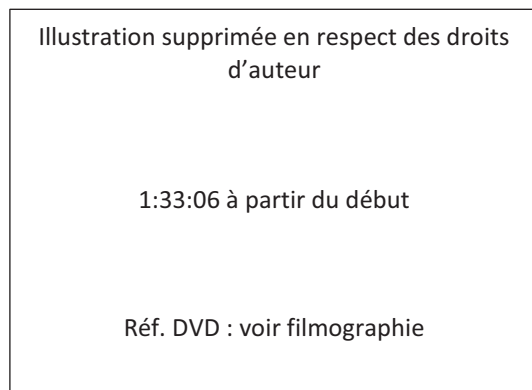 Illustration supprimée en respect des droits
d’auteur
1:33:06 à partir du début
Réf. DVD : voir filmographie